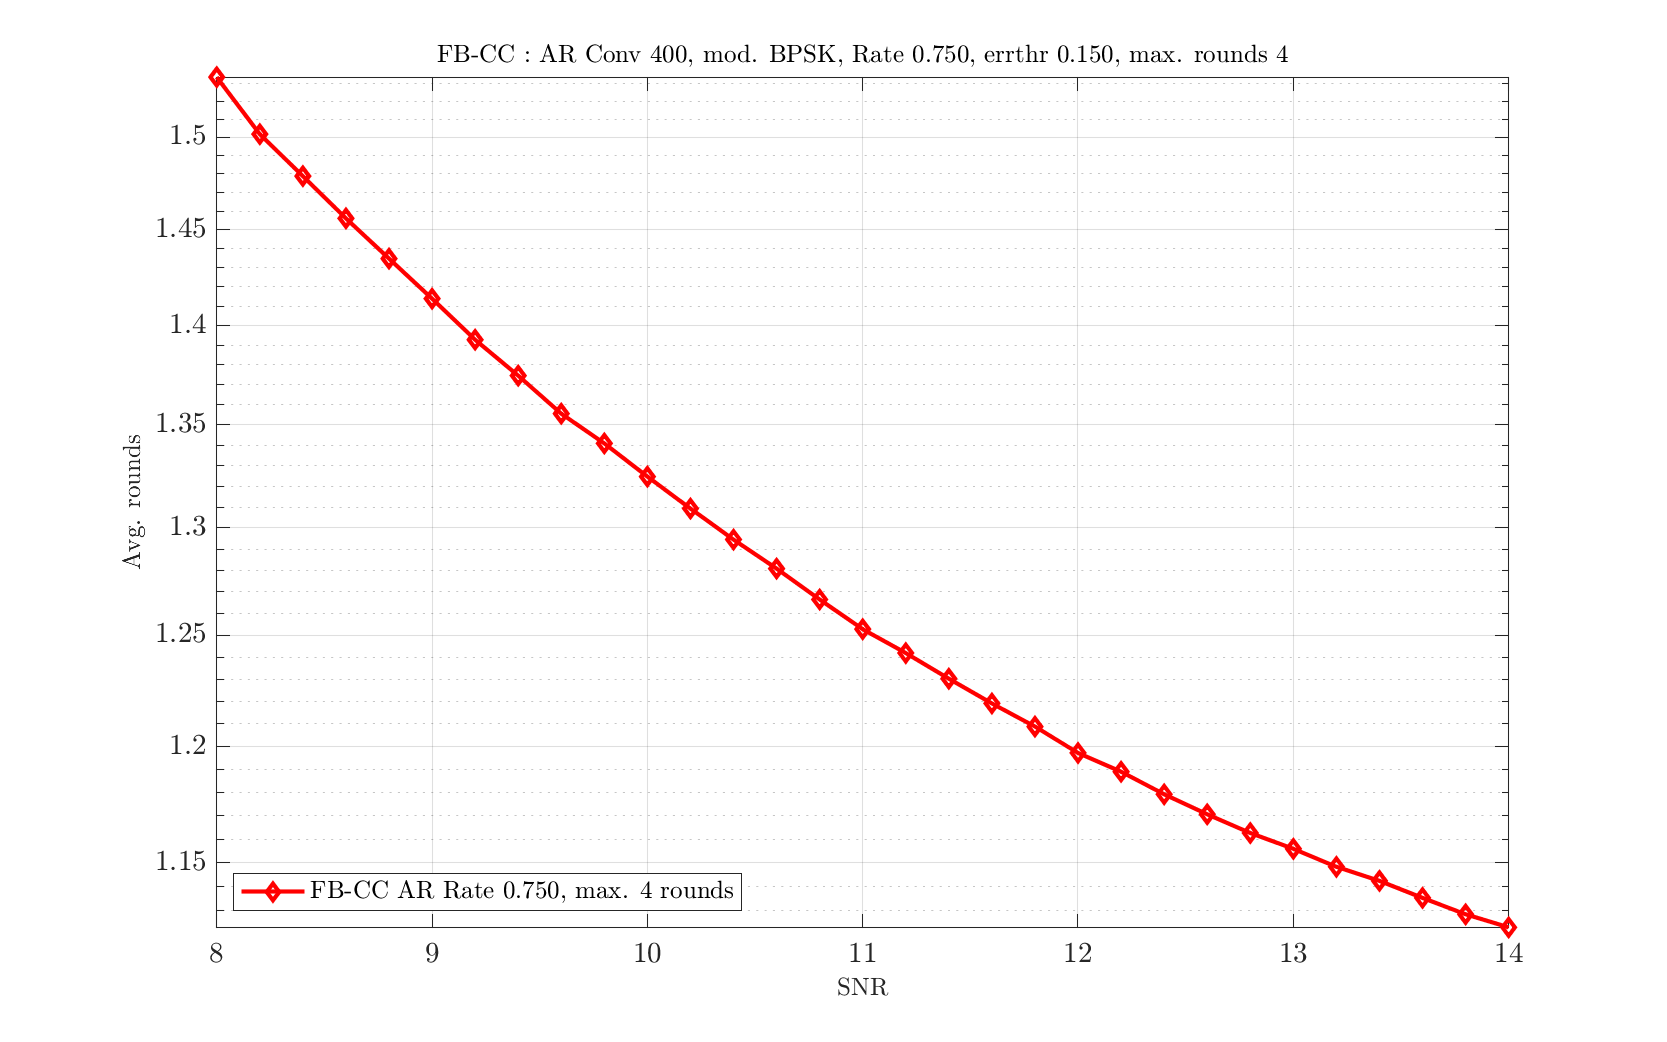 FB-CC : AR Conv 400, mod. BPSK, Rate 0.750, errthr 0.150, max. rounds 4
1.5
1.45
1.4
1.35
1.3
1.25
1.2
1.15
Avg. rounds
FB-CC AR Rate 0.750, max. 4 rounds
8 9 10 11 12 13 14
SNR